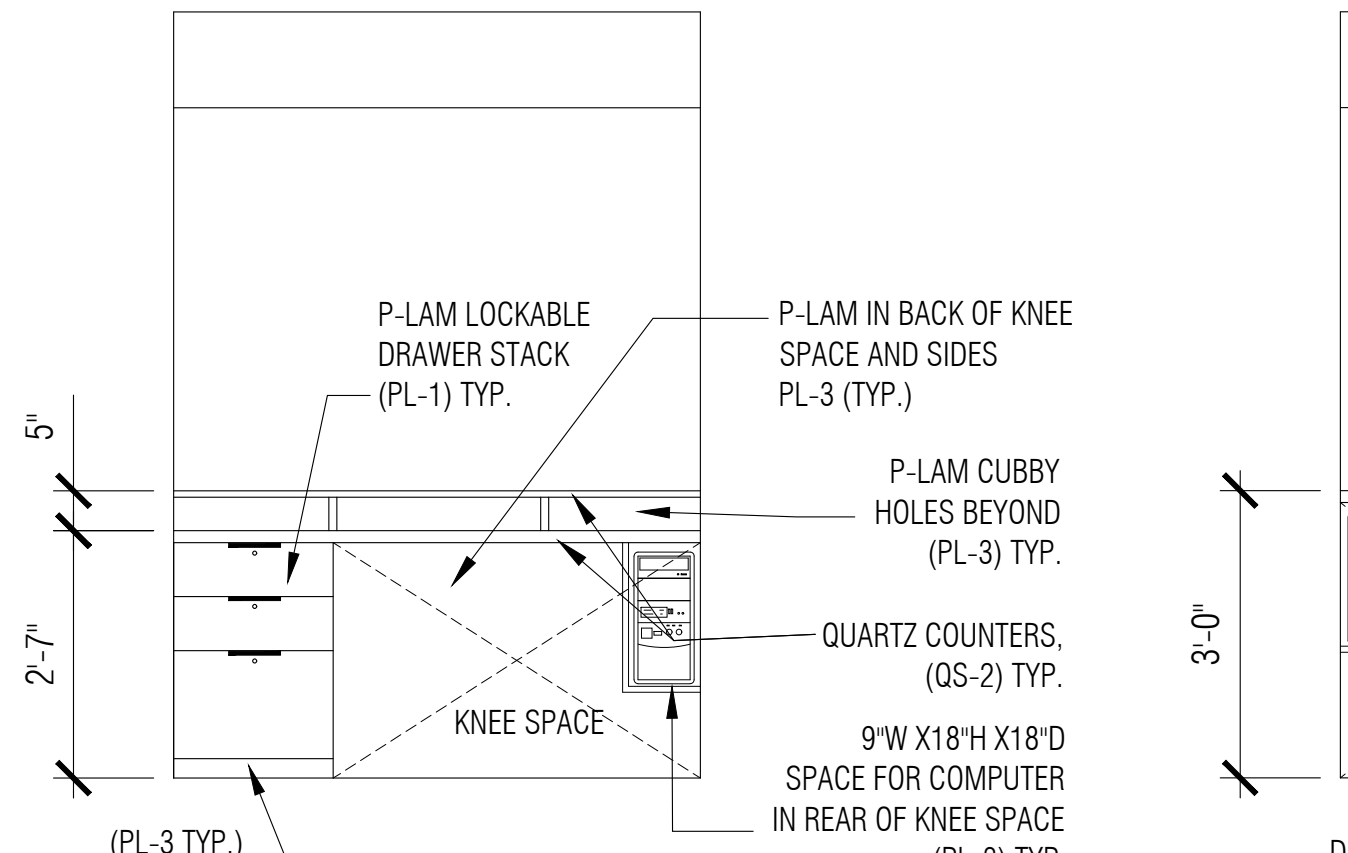 P-LAM LOCKABLE
DRAWER STACK
(PL-1) TYP.
P-LAM IN BACK OF KNEE
SPACE AND SIDES
PL-3 (TYP.)
5"
P-LAM CUBBY
HOLES BEYOND
(PL-3) TYP.
2'-7"
QUARTZ COUNTERS,
(QS-2) TYP.
3'-0"
KNEE SPACE
9"W X18"H X18"D
SPACE FOR COMPUTER
IN REAR OF KNEE SPACE
(PL-3 TYP.)
TYP.
D